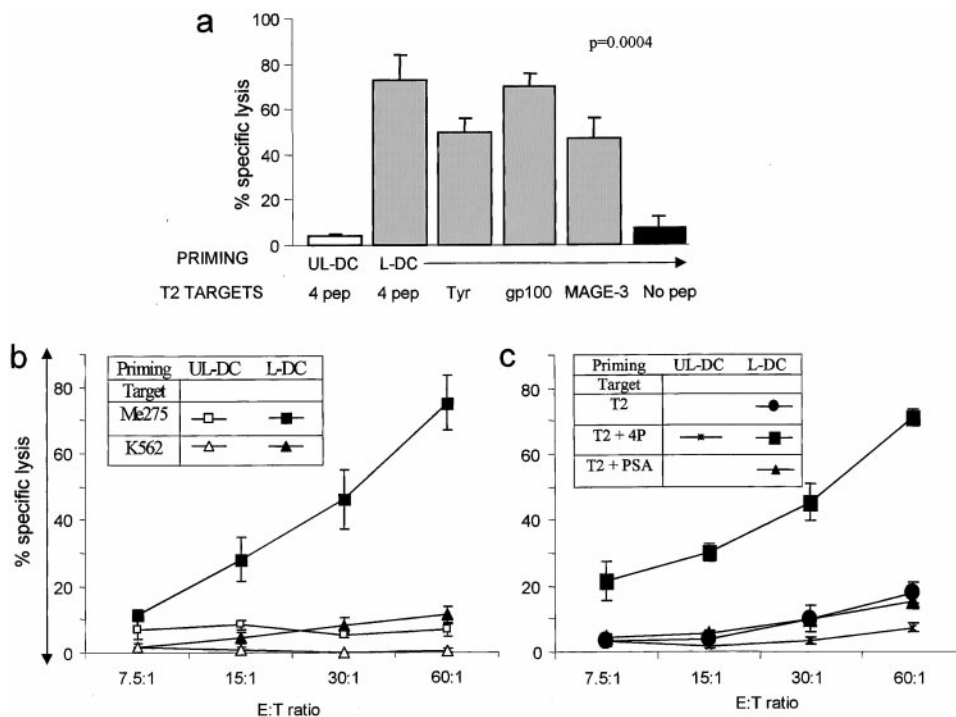 a
p=0.0004
% specific lysis
100
80
60
40
20
0
PRIMING UL-DC L-DC
T2 TARGETS 4 pep 4 pep Tyr gp100 MAGE-3 No pep
b
% specific lysis
80
60
40
20
0
Priming UL-DC L-DC
Target
Me275
K562
7.5:1 15:1 30:1 60:1
E:T ratio
c
80
60
40
20
0
Priming UL-DC L-DC
Target
T2
T2 + 4P
T2 + PSA
7.5:1 15:1 30:1 60:1
E:T ratio